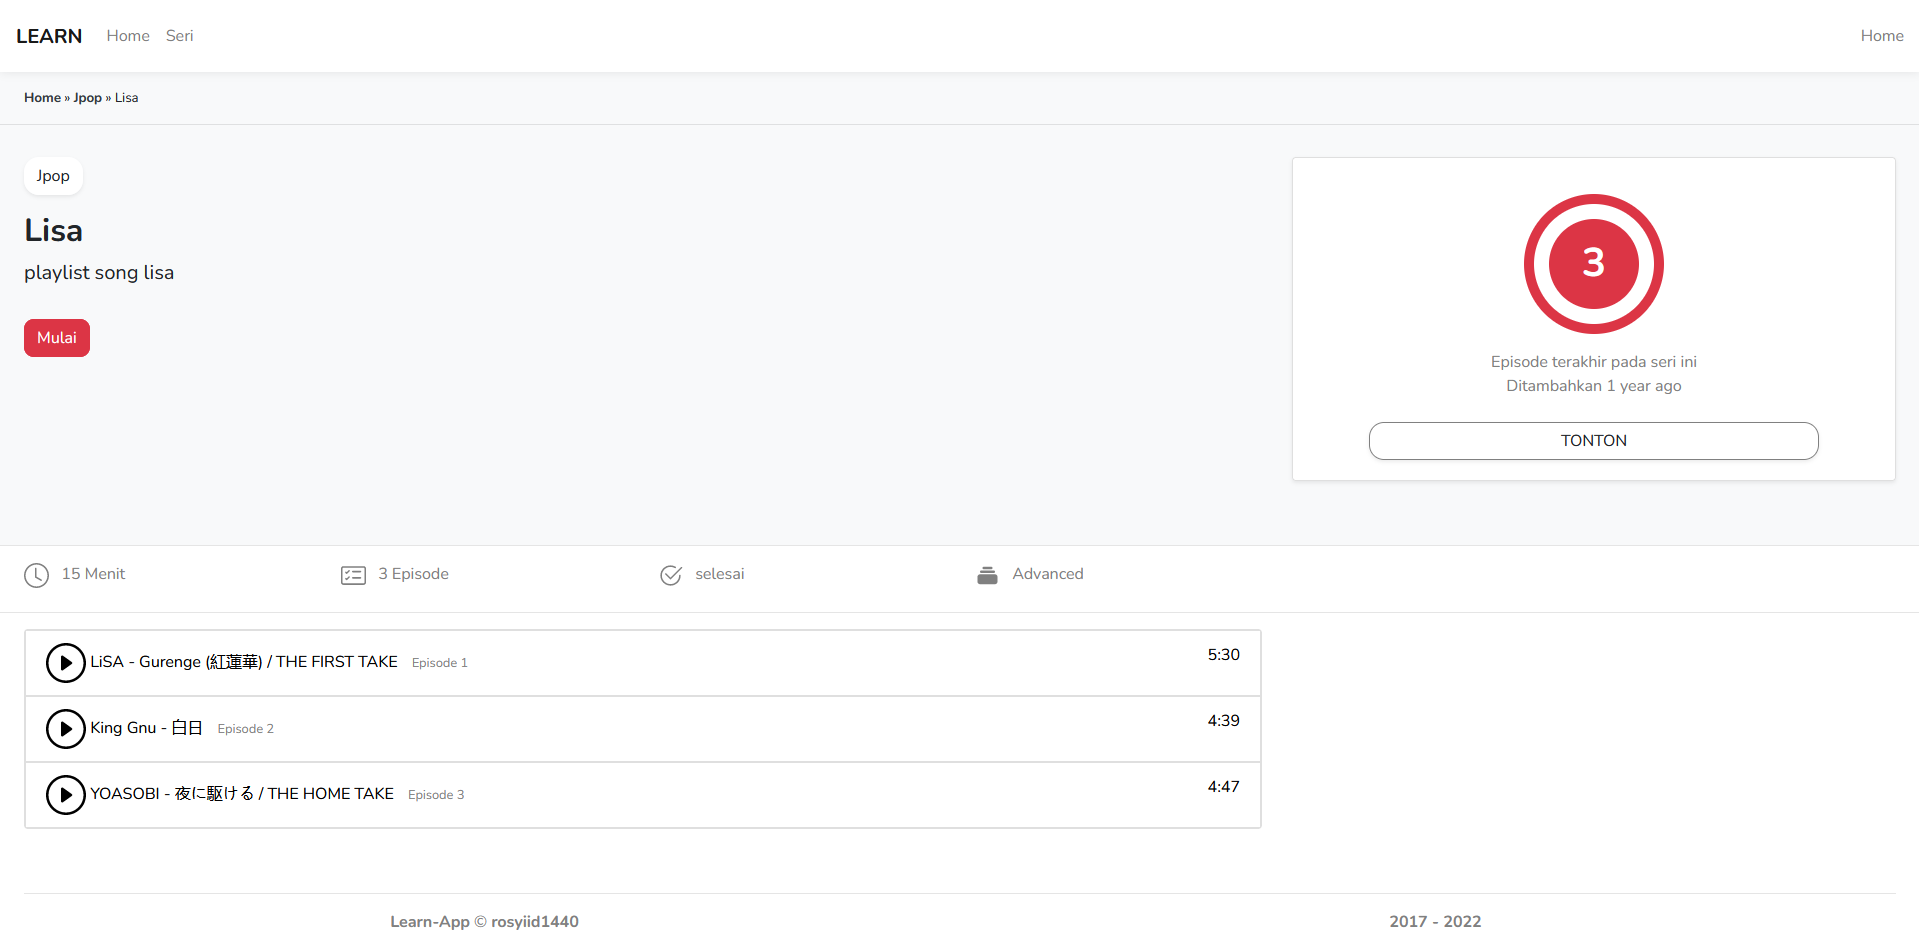 LEARN Home Seri Home
Home » Jpop » Lisa
Jpop
Lisa
playlist song lisa
Mulai
3
Episode terakhir pada seri ini
Ditambahkan 1 year ago
TONTON
15 Menit 3 Episode selesai Advanced
LiSA - Gurenge (紅蓮華) / THE FIRST TAKE Episode 1 5:30
King Gnu - 白日 Episode 2 4:39
YOASOBI - 夜に駆ける / THE HOME TAKE Episode 3 4:47
Learn-App © rosyiid1440 2017 - 2022